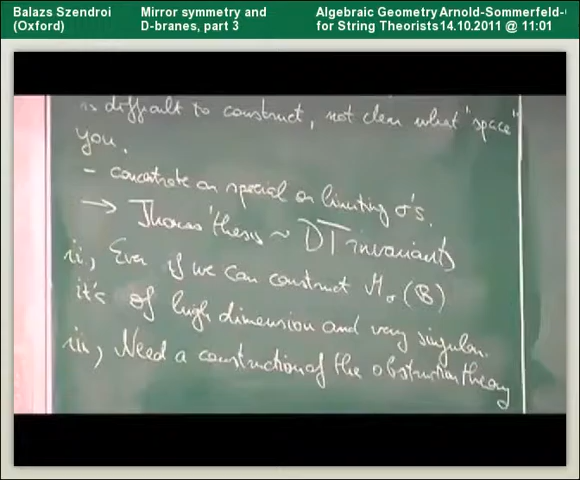 Balazs Szendroi
(Oxford)
Mirror symmetry and
D-branes, part 3
Algebraic Geometry Arnold-Sommerfeld-
for String Theorists 14.10.2011 @ 11:01
is difficult to construct, not clear what "space"
you.
- concentrate on special or limiting σ's.
→ Thomas' thesis ~ DT invariants
ii, Even if we can construct M_σ(B)
it's of high dimension and very singular.
iii, Need a construction of the obstruction theory